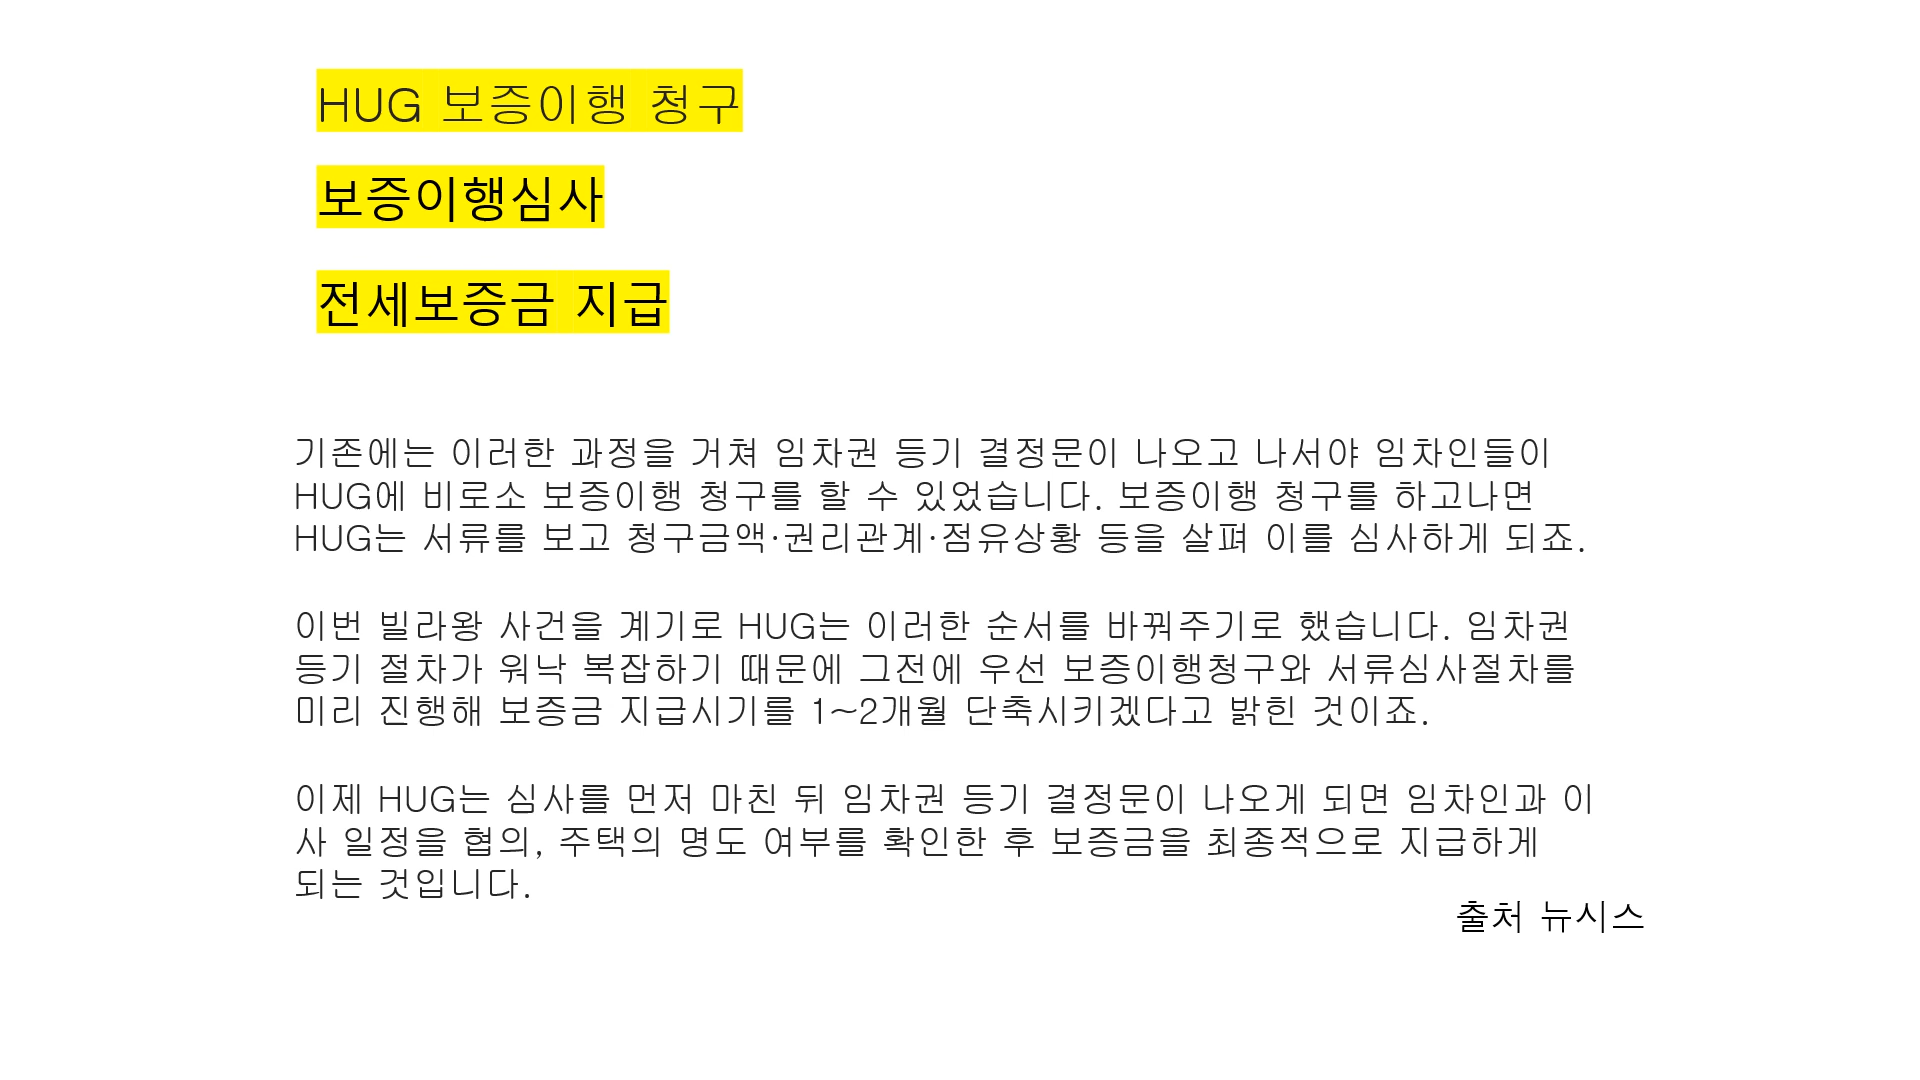 HUG 보증이행 청구
보증이행심사
전세보증금 지급
기존에는 이러한 과정을 거쳐 임차권 등기 결정문이 나오고 나서야 임차인들이
HUG에 비로소 보증이행 청구를 할 수 있었습니다. 보증이행 청구를 하고나면
HUG는 서류를 보고 청구금액·권리관계·점유상황 등을 살펴 이를 심사하게 되죠.
이번 빌라왕 사건을 계기로 HUG는 이러한 순서를 바꿔주기로 했습니다. 임차권
등기 절차가 워낙 복잡하기 때문에 그전에 우선 보증이행청구와 서류심사절차를
미리 진행해 보증금 지급시기를 1~2개월 단축시키겠다고 밝힌 것이죠.
이제 HUG는 심사를 먼저 마친 뒤 임차권 등기 결정문이 나오게 되면 임차인과 이
사 일정을 협의, 주택의 명도 여부를 확인한 후 보증금을 최종적으로 지급하게
되는 것입니다.
출처 뉴시스